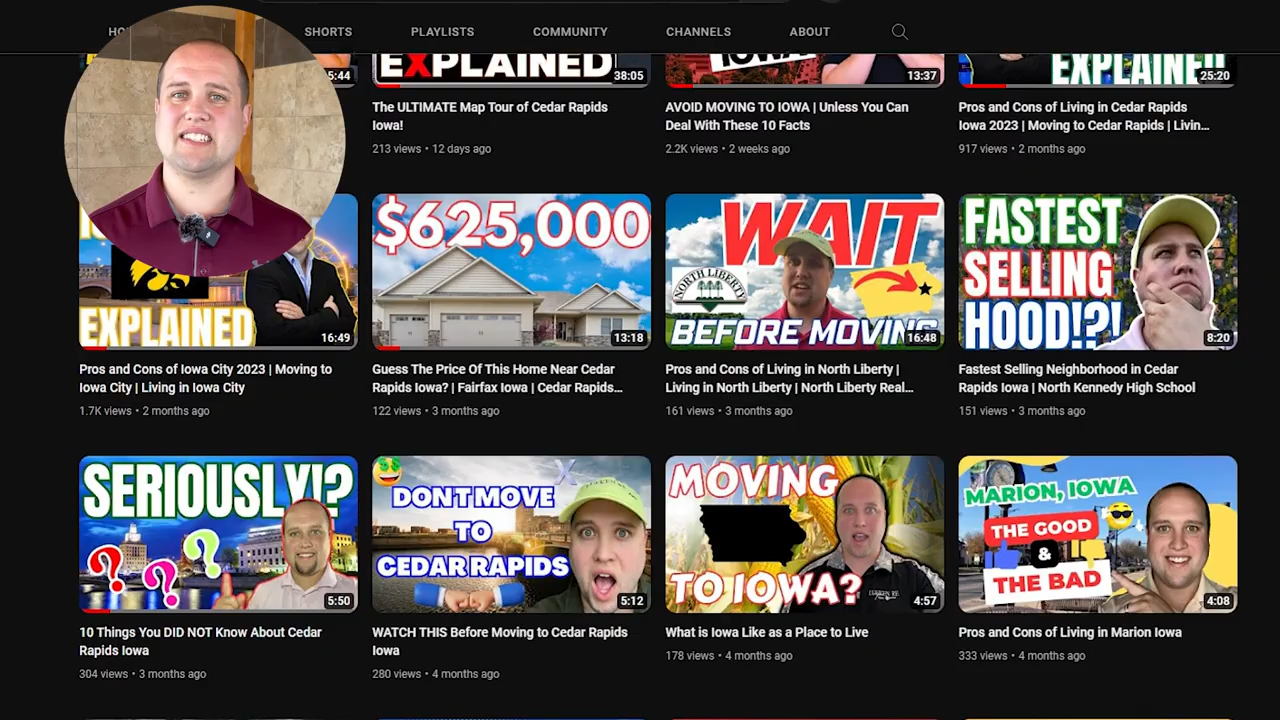 SHORTS
PLAYLISTS
COMMUNITY
CHANNELS
ABOUT
5:44
EXPLAINED
38:05
13:37
EXPLAINED
25:20
The ULTIMATE Map Tour of Cedar Rapids
Iowa!
213 views • 12 days ago
AVOID MOVING TO IOWA | Unless You Can
Deal With These 10 Facts
2.2K views • 2 weeks ago
Pros and Cons of Living in Cedar Rapids
Iowa 2023 | Moving to Cedar Rapids | Livin...
917 views • 2 months ago
EXPLAINED
16:49
$625,000
13:18
WAIT
NORTH LIBERTY
BEFORE MOVING
16:48
FASTEST
SELLING
HOOD!?!
8:20
Pros and Cons of Iowa City 2023 | Moving to
Iowa City | Living in Iowa City
1.7K views • 2 months ago
Guess The Price Of This Home Near Cedar
Rapids Iowa? | Fairfax Iowa | Cedar Rapids...
122 views • 3 months ago
Pros and Cons of Living in North Liberty |
Living in North Liberty | North Liberty Real...
161 views • 3 months ago
Fastest Selling Neighborhood in Cedar
Rapids Iowa | North Kennedy High School
151 views • 3 months ago
SERIOUSLY!?
???
5:50
DONT MOVE
TO
CEDAR RAPIDS
5:12
MOVING
TO IOWA?
4:57
MARION, IOWA
THE GOOD
&
THE BAD
4:08
10 Things You DID NOT Know About Cedar
Rapids Iowa
304 views • 3 months ago
WATCH THIS Before Moving to Cedar Rapids
Iowa
280 views • 4 months ago
What is Iowa Like as a Place to Live
178 views • 4 months ago
Pros and Cons of Living in Marion Iowa
333 views • 4 months ago